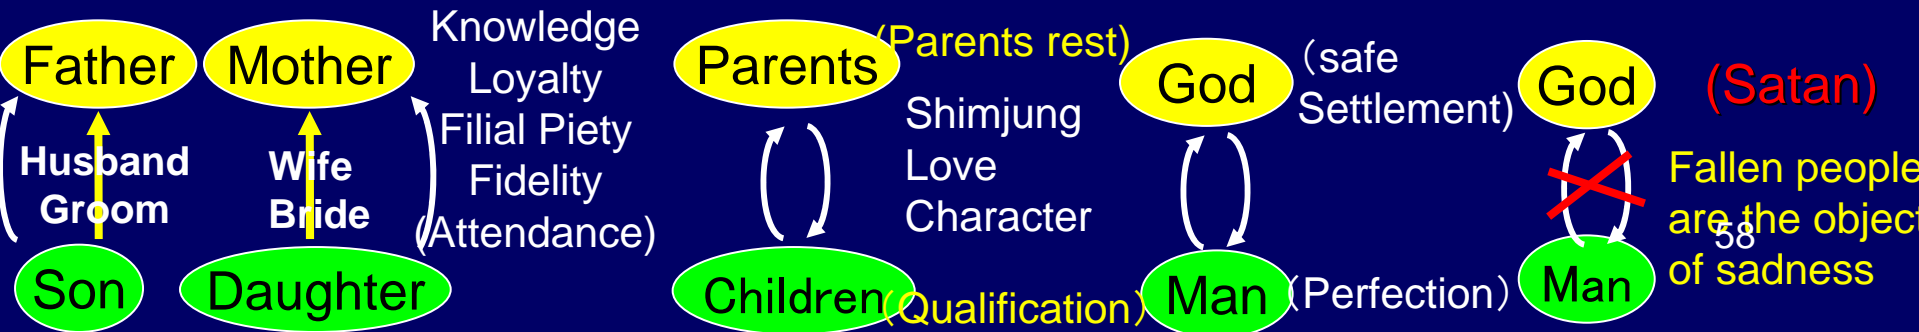 Father
Mother
Husband
Groom
Wife
Bride
Son
Daughter
Knowledge
Loyalty
Filial Piety
Fidelity
(Attendance)
Parents
(Parents rest)
Shimjung
Love
Character
Children
(Qualification)
God
(safe
Settlement)
Man
(Perfection)
God
(Satan)
Man
Fallen people
are the object
of sadness
58